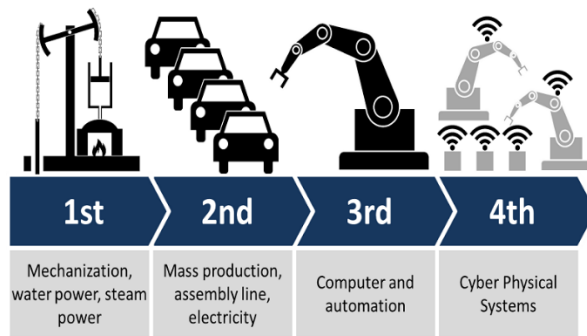 1st
2nd
3rd
4th
Mechanization,
water power, steam
power
Mass production,
assembly line,
electricity
Computer and
automation
Cyber Physical
Systems